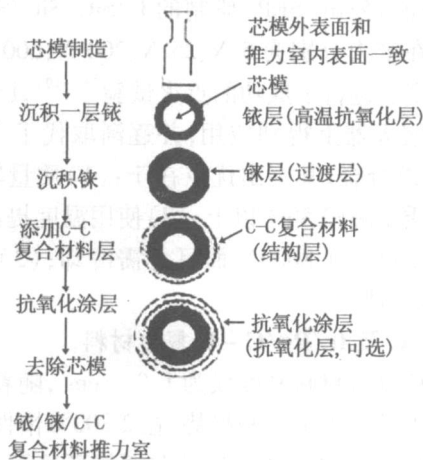 芯模制造
沉积一层铱
沉积铼
添加C-C
复合材料层
抗氧化涂层
去除芯模
铱/铼/C-C
复合材料推力室
芯模外表面和
推力室内表面一致
芯模
铱层(高温抗氧化层)
铼层(过渡层)
C-C复合材料
(结构层)
抗氧化涂层
(抗氧化层,可选)